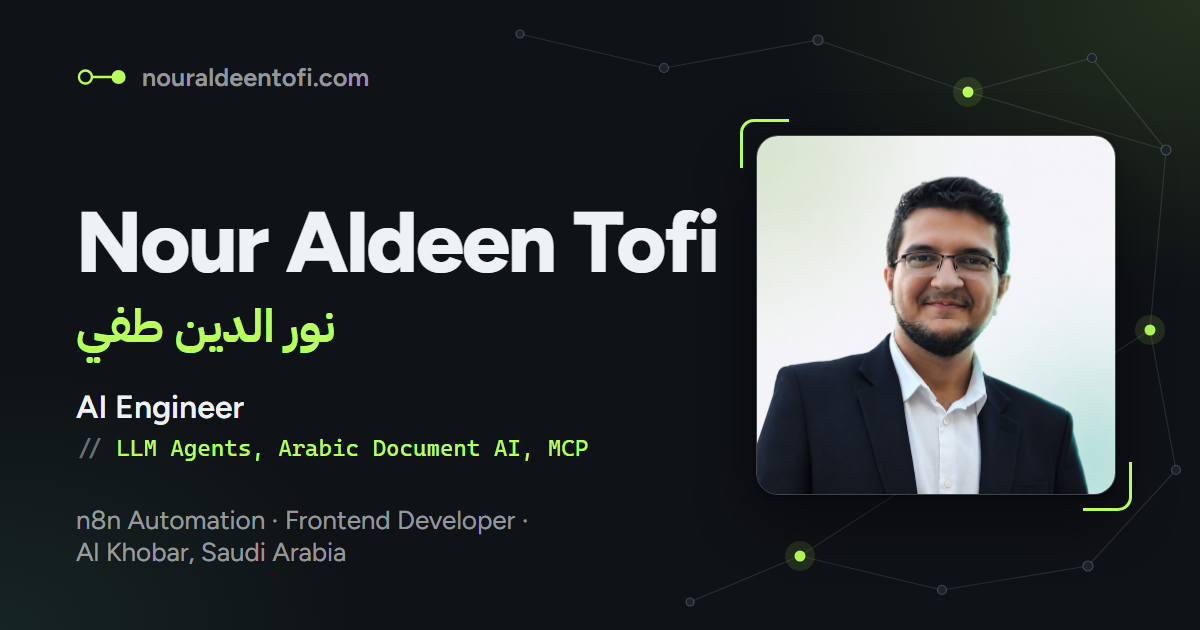 nouraldeentofi.com
Nour Aldeen Tofi
نور الدين طفي
AI Engineer
// LLM Agents, Arabic Document AI, MCP
n8n Automation · Frontend Developer ·
Al Khobar, Saudi Arabia